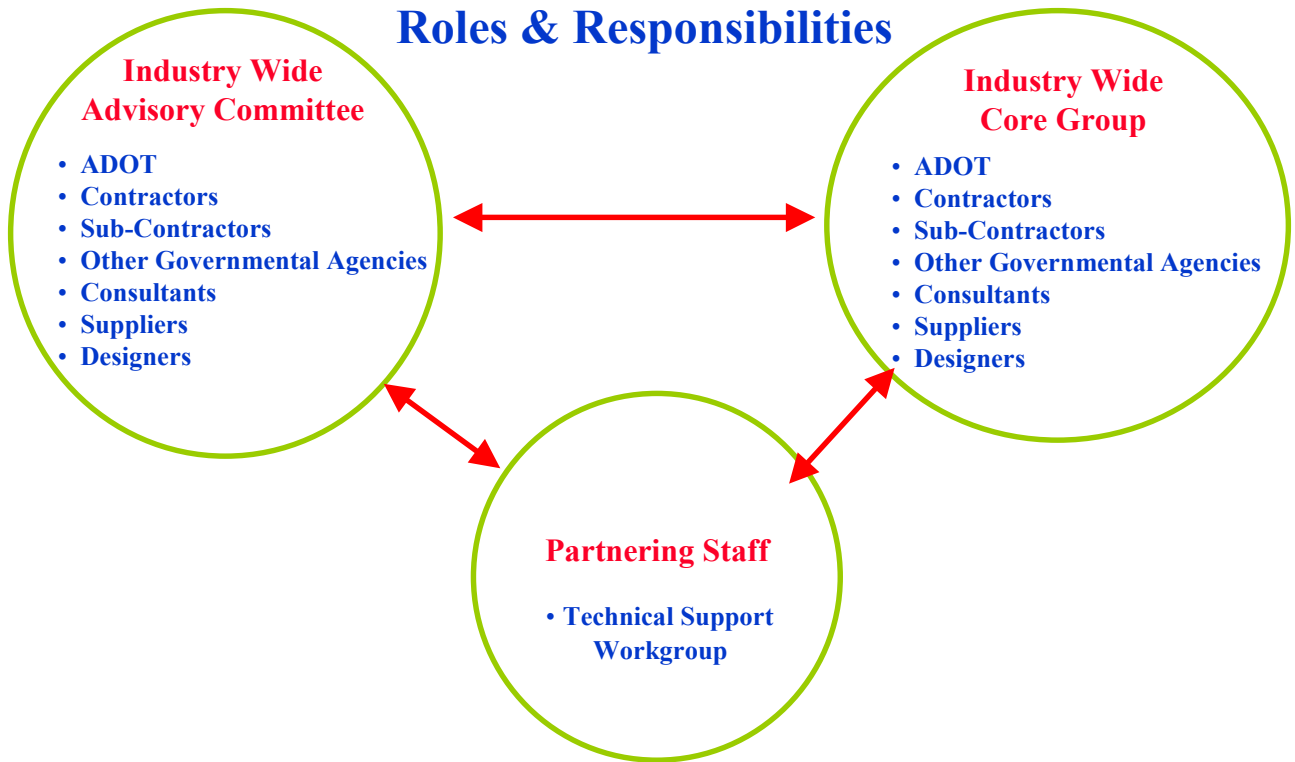 Roles & Responsibilities
Industry Wide
Advisory Committee
• ADOT
• Contractors
• Sub-Contractors
• Other Governmental Agencies
• Consultants
• Suppliers
• Designers
Industry Wide
Core Group
• ADOT
• Contractors
• Sub-Contractors
• Other Governmental Agencies
• Consultants
• Suppliers
• Designers
Partnering Staff
• Technical Support
Workgroup